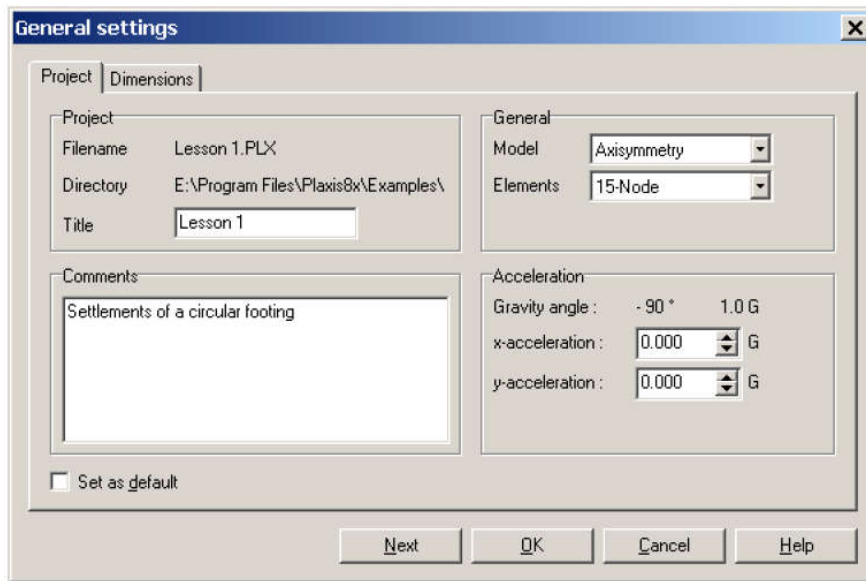 General settings
Project Dimensions
Project
Filename Lesson 1.PLX
Directory E:\Program Files\Plaxis8x\Examples\
Title Lesson 1
General
Model Axisymmetry
Elements 15-Node
Comments
Settlements of a circular footing
Acceleration
Gravity angle : - 90 ° 1.0 G
x-acceleration : 0.000 G
y-acceleration : 0.000 G
Set as default
Next OK Cancel Help